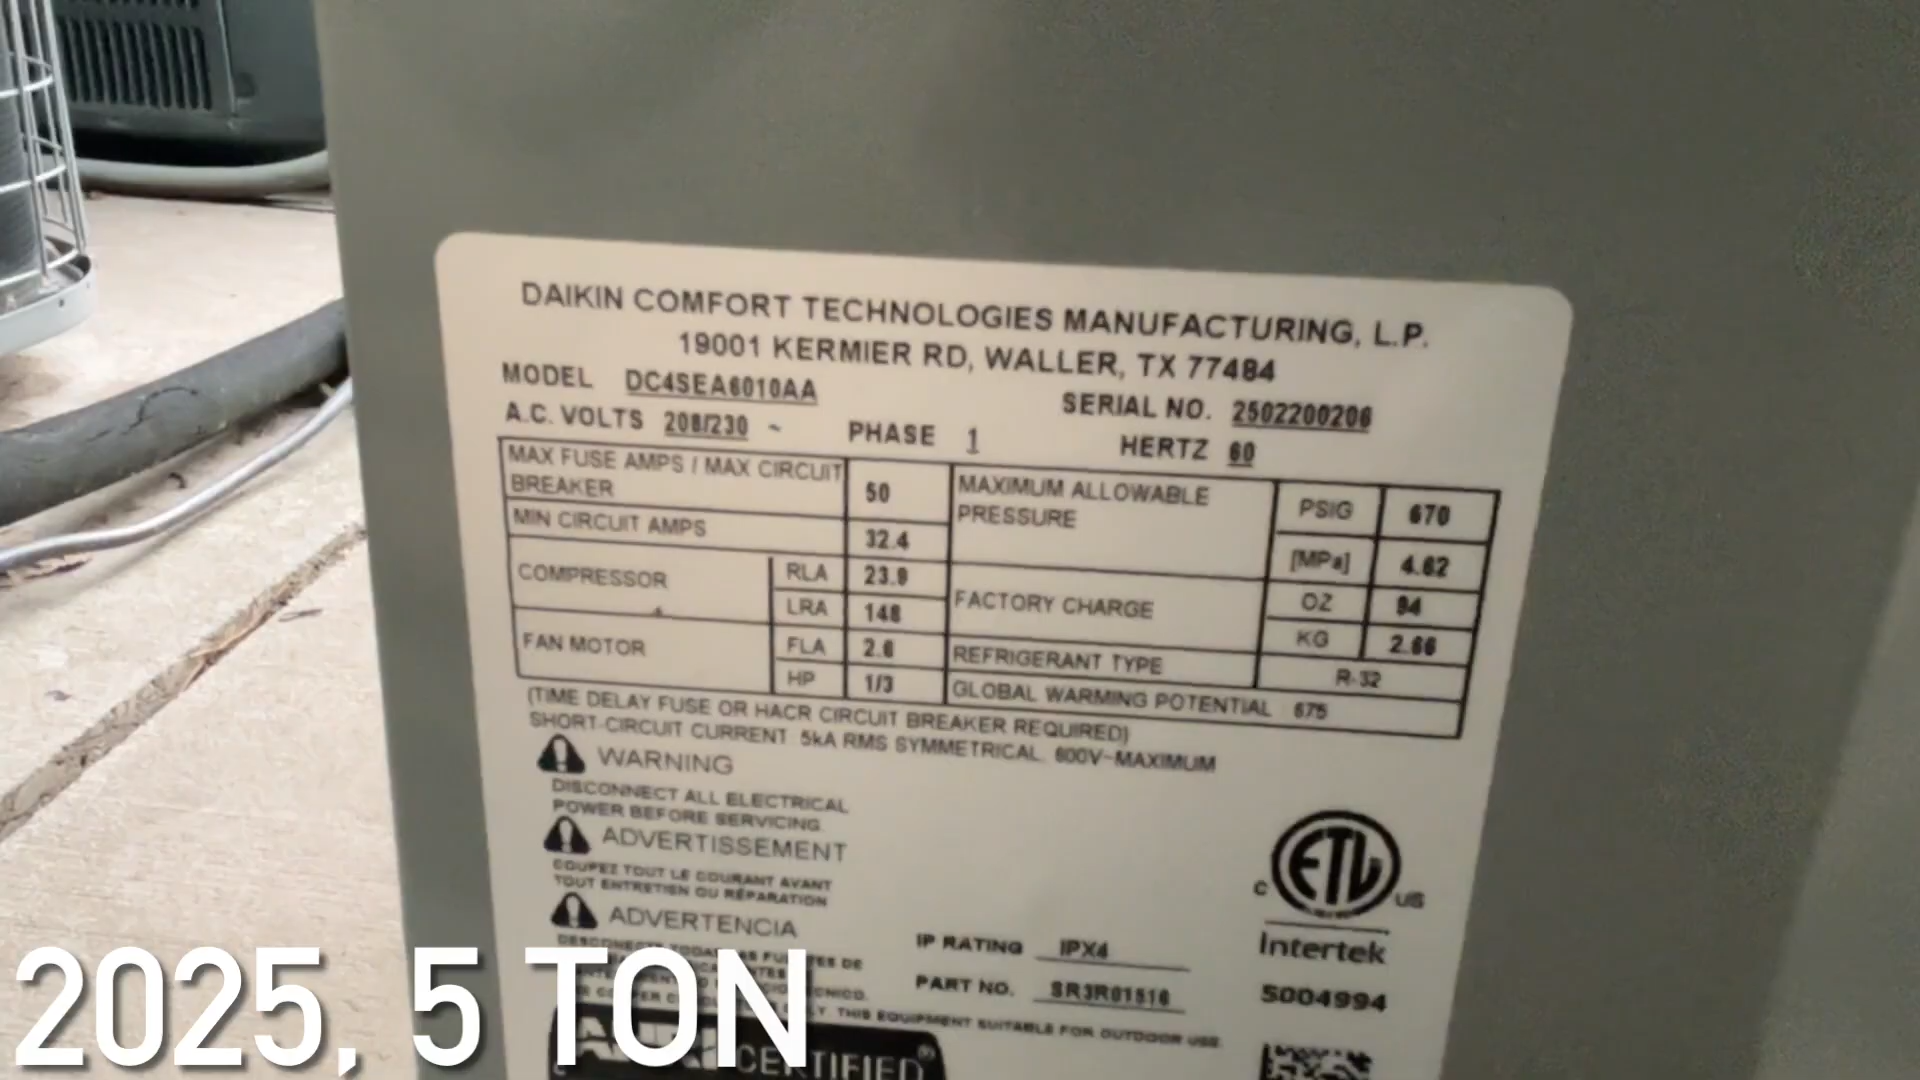 DAIKIN COMFORT TECHNOLOGIES MANUFACTURING, L.P.
19001 KERMIER RD, WALLER, TX 77484
MODEL DC4SEA6010AA SERIAL NO. 2502200206
A.C. VOLTS 208/230 ~ PHASE 1 HERTZ 60
MAX FUSE AMPS / MAX CIRCUIT BREAKER 50
MIN CIRCUIT AMPS 32.4
COMPRESSOR RLA 23.9
LRA 148
FAN MOTOR FLA 2.6
HP 1/3
MAXIMUM ALLOWABLE PRESSURE PSIG 670
[MPa] 4.62
FACTORY CHARGE OZ 94
KG 2.66
REFRIGERANT TYPE R-32
GLOBAL WARMING POTENTIAL 675
(TIME DELAY FUSE OR HACR CIRCUIT BREAKER REQUIRED)
SHORT-CIRCUIT CURRENT 5kA RMS SYMMETRICAL, 600V~MAXIMUM
WARNING
DISCONNECT ALL ELECTRICAL
POWER BEFORE SERVICING.
ADVERTISSEMENT
COUPEZ TOUT LE COURANT AVANT
TOUT ENTRETIEN OU RÉPARATION
ADVERTENCIA
DE
IP RATING IPX4
PART NO. SR3R01516
THIS EQUIPMENT SUITABLE FOR OUTDOOR USE.
C ETL US
Intertek
5004994
CERTIFIED®
2025, 5 TON